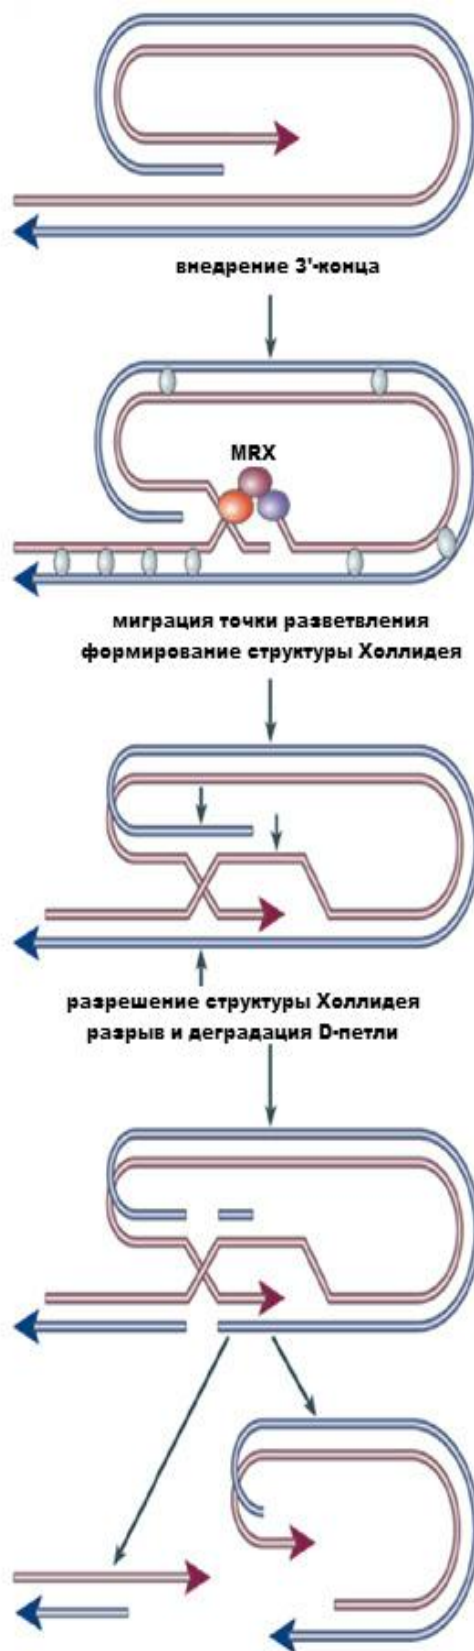 внедрение 3'-конца
MRX
миграция точки разветвления
формирование структуры Холлидея
разрешение структуры Холлидея
разрыв и деградация D-петли